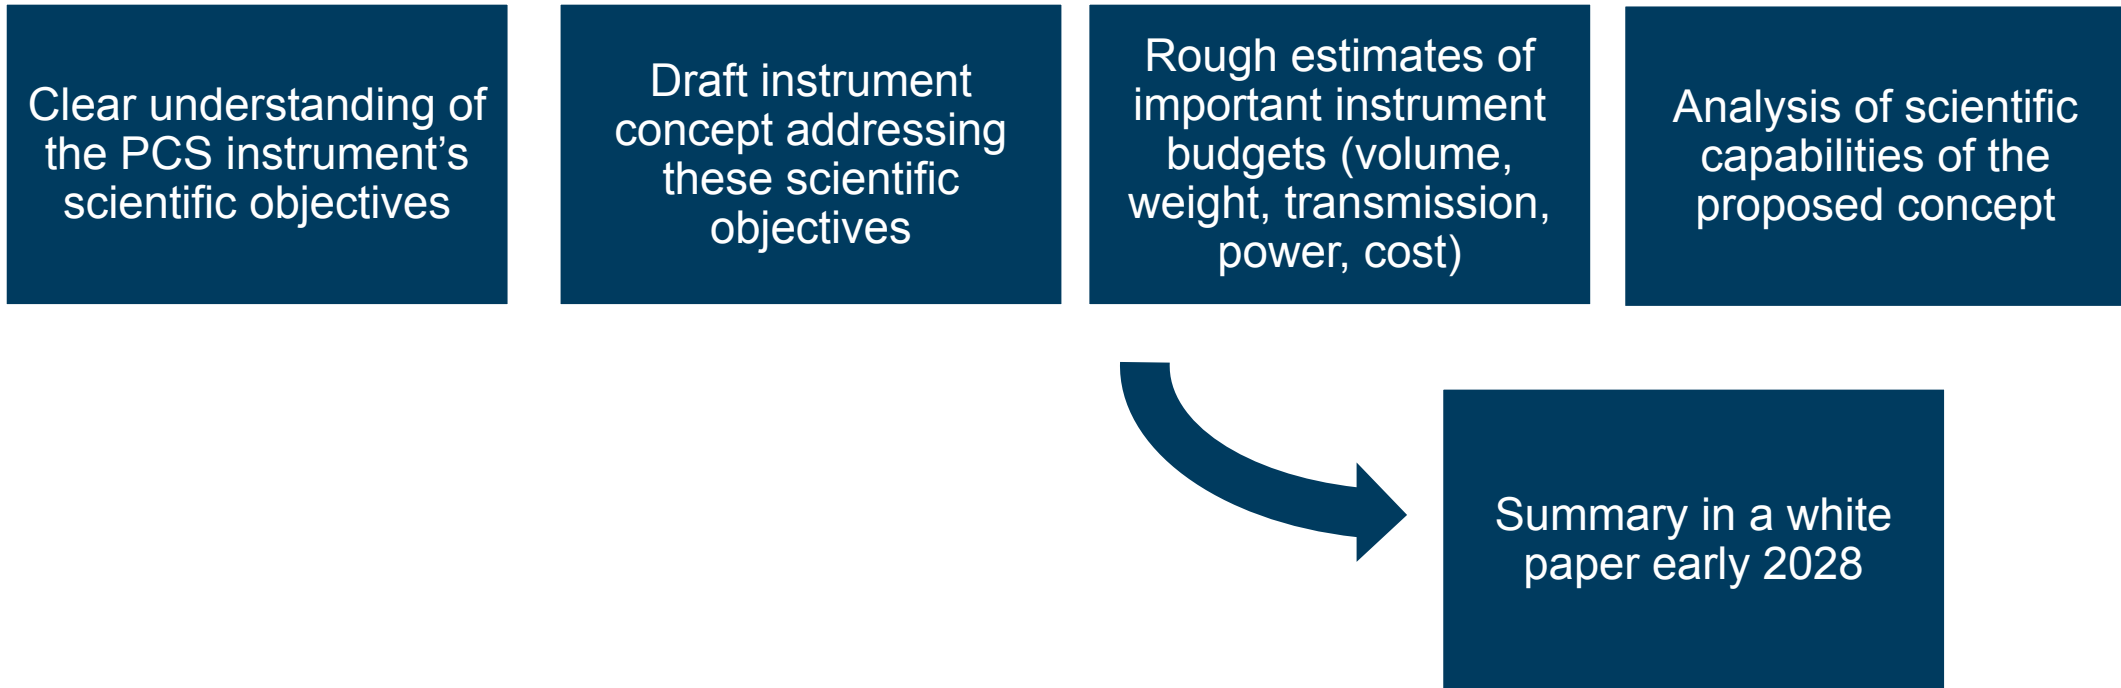 Clear understanding of
the PCS instrument’s
scientific objectives
Draft instrument
concept addressing
these scientific
objectives
Rough estimates of
important instrument
budgets (volume,
weight, transmission,
power, cost)
Analysis of scientific
capabilities of the
proposed concept
Summary in a white
paper early 2028